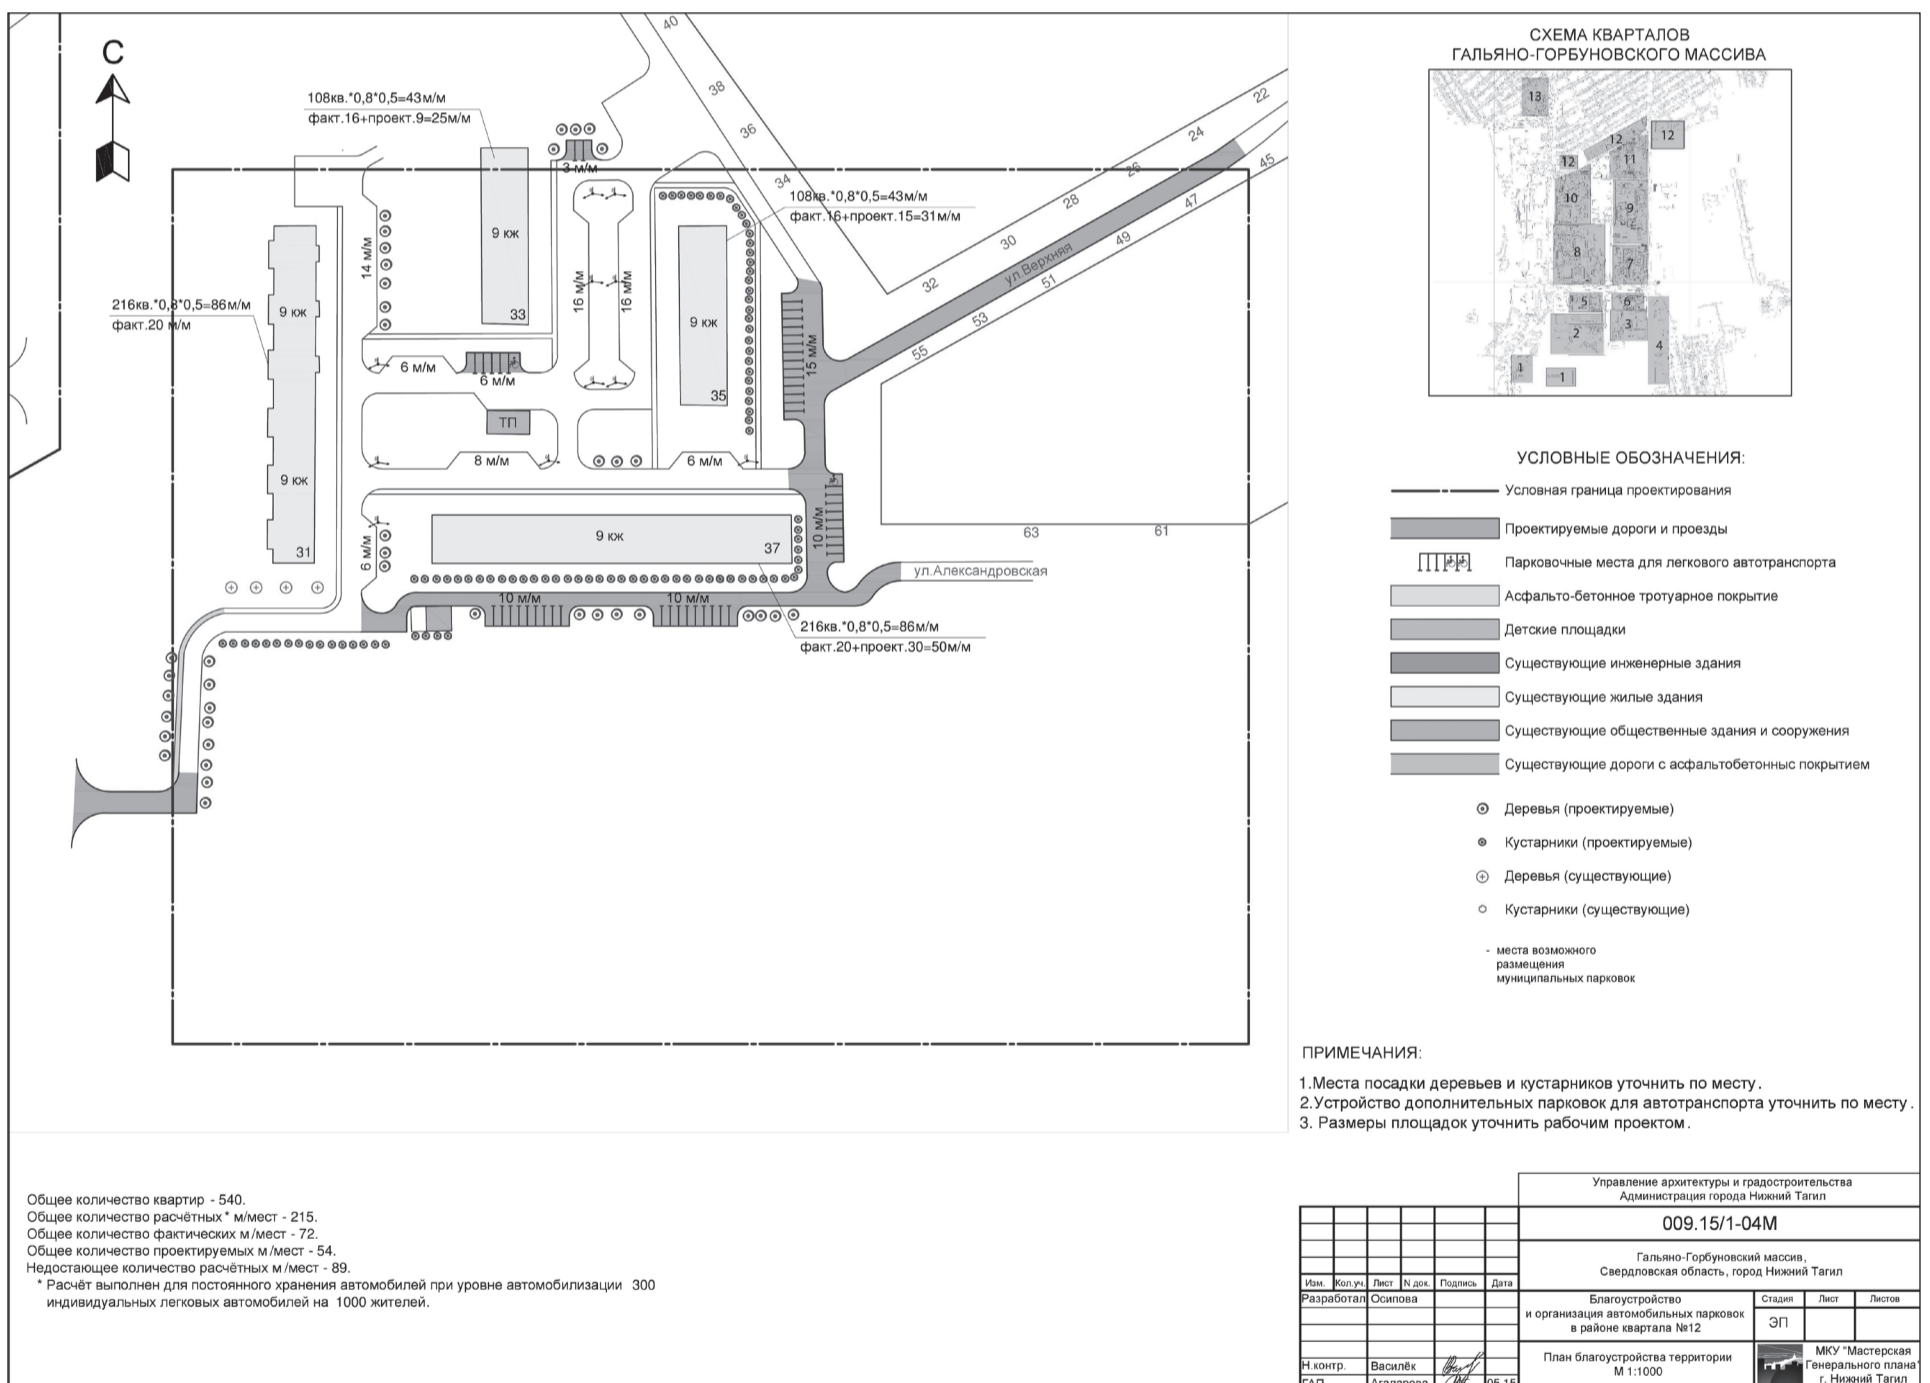 С
40
38
36
34
108кв.*0,8*0,5=43м/м
факт.16+проект.9=25м/м
3 м/м
108кв.*0,8*0,5=43м/м
факт.16+проект.15=31м/м
22
24
26
28
30
32
45
47
49
51
53
55
ул.Верхняя
9 кж
33
14 м/м
16 м/м
16 м/м
9 кж
35
15 м/м
216кв.*0,8*0,5=86м/м
факт.20 м/м
9 кж
9 кж
31
6 м/м
6 м/м
ТП
8 м/м
6 м/м
10 м/м
63
61
6 м/м
9 кж
37
ул.Александровская
10 м/м
10 м/м
216кв.*0,8*0,5=86м/м
факт.20+проект.30=50м/м
СХЕМА КВАРТАЛОВ
ГАЛЬЯНО-ГОРБУНОВСКОГО МАССИВА
13
12
12
12
11
10
9
8
7
5
6
2
3
4
1
1
УСЛОВНЫЕ ОБОЗНАЧЕНИЯ:
Условная граница проектирования
Проектируемые дороги и проезды
Парковочные места для легкового автотранспорта
Асфальто-бетонное тротуарное покрытие
Детские площадки
Существующие инженерные здания
Существующие жилые здания
Существующие общественные здания и сооружения
Существующие дороги с асфальтобетонныс покрытием
Деревья (проектируемые)
Кустарники (проектируемые)
Деревья (существующие)
Кустарники (существующие)
- места возможного
размещения
муниципальных парковок
ПРИМЕЧАНИЯ:
1.Места посадки деревьев и кустарников уточнить по месту.
2.Устройство дополнительных парковок для автотранспорта уточнить по месту.
3. Размеры площадок уточнить рабочим проектом.
Общее количество квартир - 540.
Общее количество расчётных* м/мест - 215.
Общее количество фактических м/мест - 72.
Общее количество проектируемых м/мест - 54.
Недостающее количество расчётных м/мест - 89.
* Расчёт выполнен для постоянного хранения автомобилей при уровне автомобилизации 300
индивидуальных легковых автомобилей на 1000 жителей.
Управление архитектуры и градостроительства
Администрация города Нижний Тагил
009.15/1-04М
Гальяно-Горбуновский массив,
Свердловская область, город Нижний Тагил
Изм. Кол.уч. Лист N док. Подпись Дата
Разработал Осипова
Благоустройство
и организация автомобильных парковок
в районе квартала №12
Стадия Лист Листов
ЭП
Н.контр. Василёк
План благоустройства территории
М 1:1000
МКУ "Мастерская
Генерального плана"
г. Нижний Тагил
ГАП Агапарова 05.15